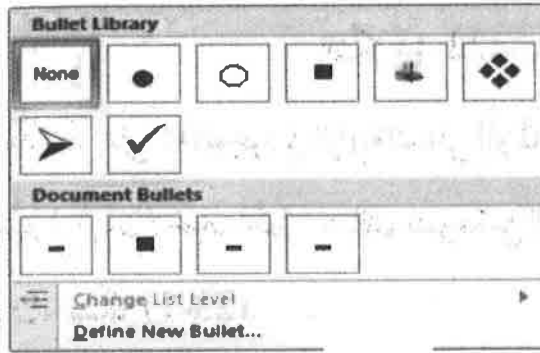 Bullet Library
None
Document Bullets
Change List Level
Define New Bullet...